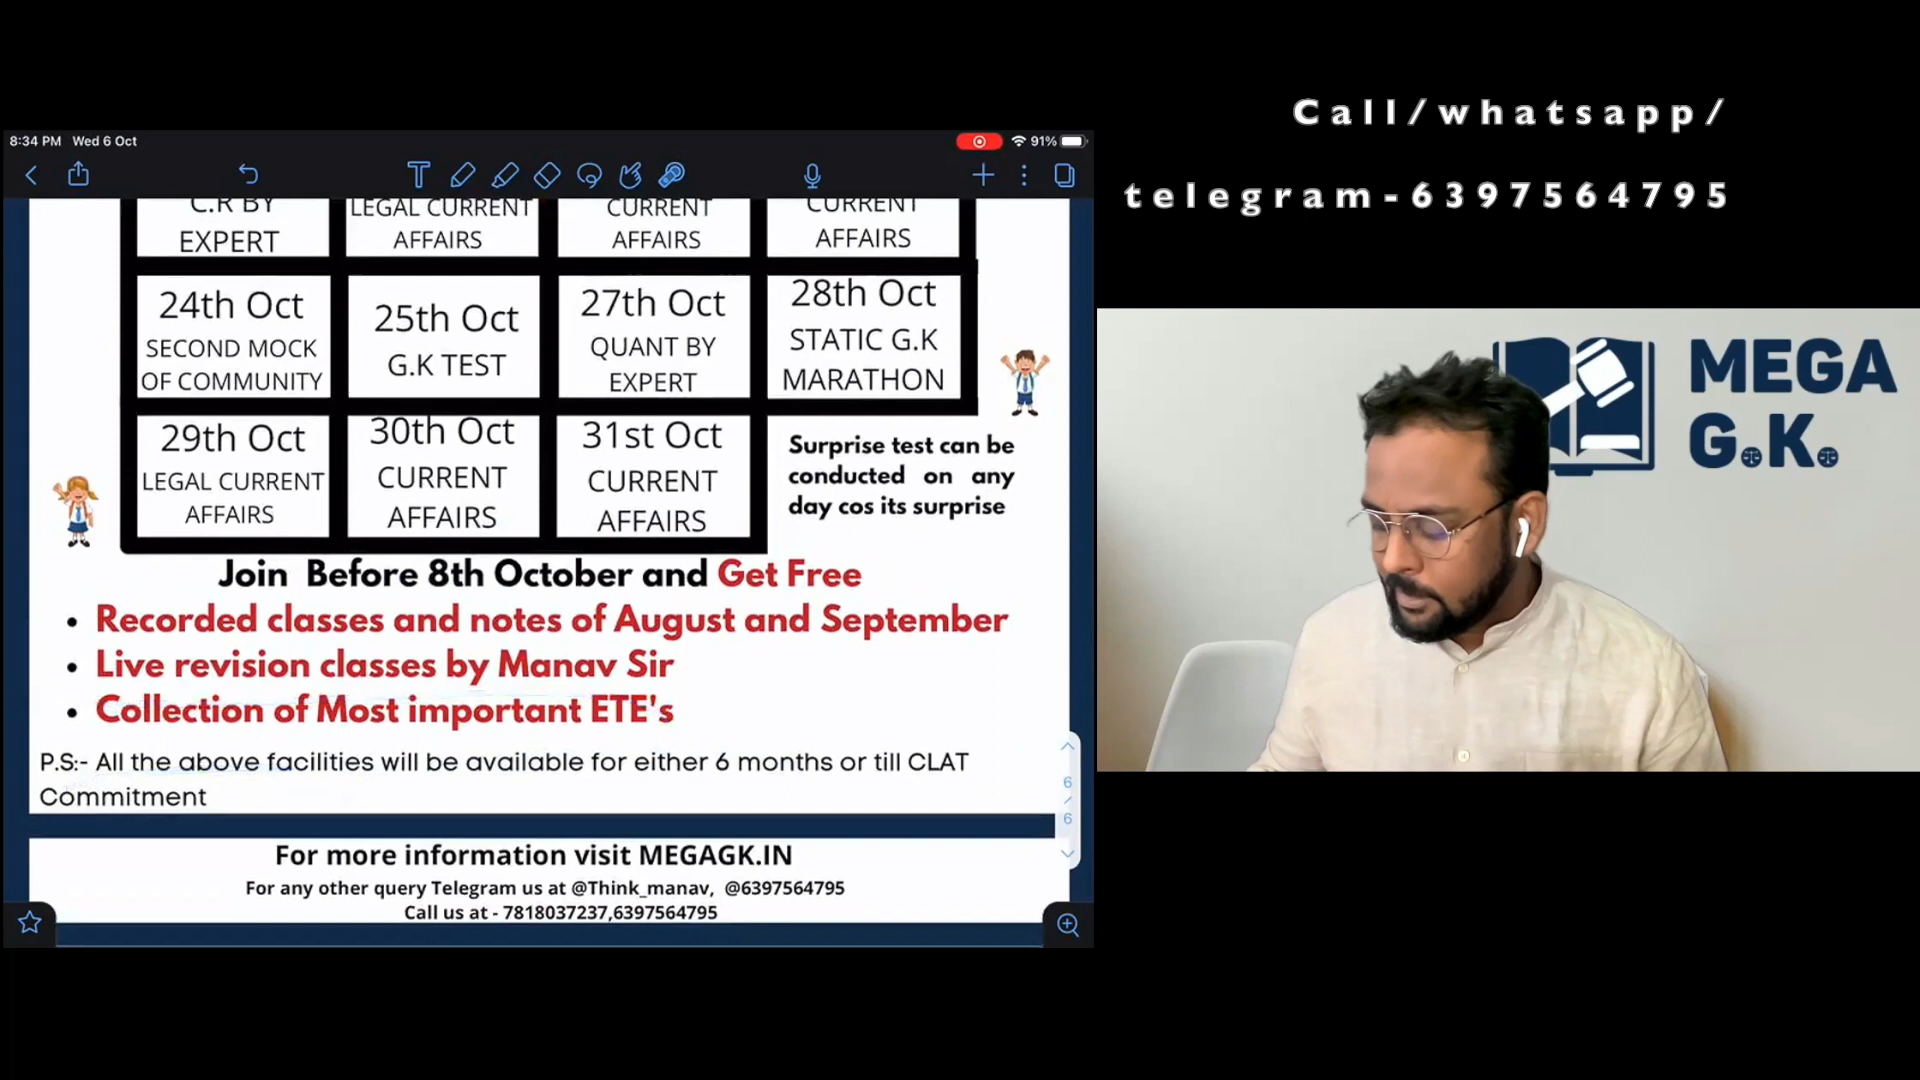 Call/whatsapp/
telegram-6397564795
8:34 PM Wed 6 Oct
91%
C.R BY
EXPERT
LEGAL CURRENT
AFFAIRS
CURRENT
AFFAIRS
CURRENT
AFFAIRS
24th Oct
SECOND MOCK
OF COMMUNITY
25th Oct
G.K TEST
27th Oct
QUANT BY
EXPERT
28th Oct
STATIC G.K
MARATHON
29th Oct
LEGAL CURRENT
AFFAIRS
30th Oct
CURRENT
AFFAIRS
31st Oct
CURRENT
AFFAIRS
Surprise test can be
conducted on any
day cos its surprise
Join Before 8th October and Get Free
• Recorded classes and notes of August and September
• Live revision classes by Manav Sir
• Collection of Most important ETE's
P.S:- All the above facilities will be available for either 6 months or till CLAT
Commitment
6
/
6
For more information visit MEGAGK.IN
For any other query Telegram us at @Think_manav, @6397564795
Call us at - 7818037237,6397564795
MEGA
G.K.